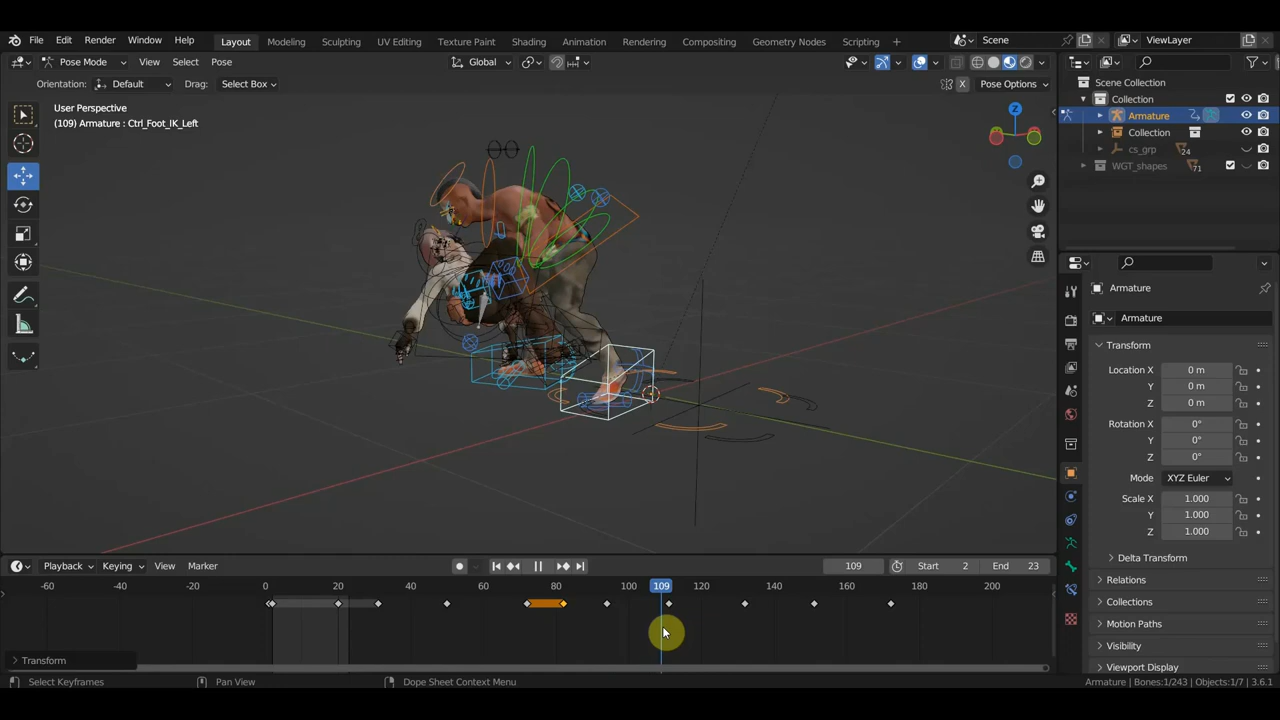 File Edit Render Window Help Layout Modeling Sculpting UV Editing Texture Paint Shading Animation Rendering Compositing Geometry Nodes Scripting + Scene ViewLayer
Pose Mode View Select Pose Global
Orientation: Default Drag: Select Box X Pose Options
User Perspective
(109) Armature : Ctrl_Foot_IK_Left
Z
Scene Collection
Collection
Armature
Collection
cs_grp 24
WGT_shapes 71
Armature
Armature
Transform
Location X 0 m
Y 0 m
Z 0 m
Rotation X 0°
Y 0°
Z 0°
Mode XYZ Euler
Scale X 1.000
Y 1.000
Z 1.000
Delta Transform
Relations
Collections
Motion Paths
Visibility
Viewport Display
Playback Keying View Marker 109 Start 2 End 23
-60 -40 -20 0 20 40 60 80 100 109 120 140 160 180 200
Transform
Select Keyframes Pan View Dope Sheet Context Menu Armature | Bones:1/243 | Objects:1/7 | 3.6.1